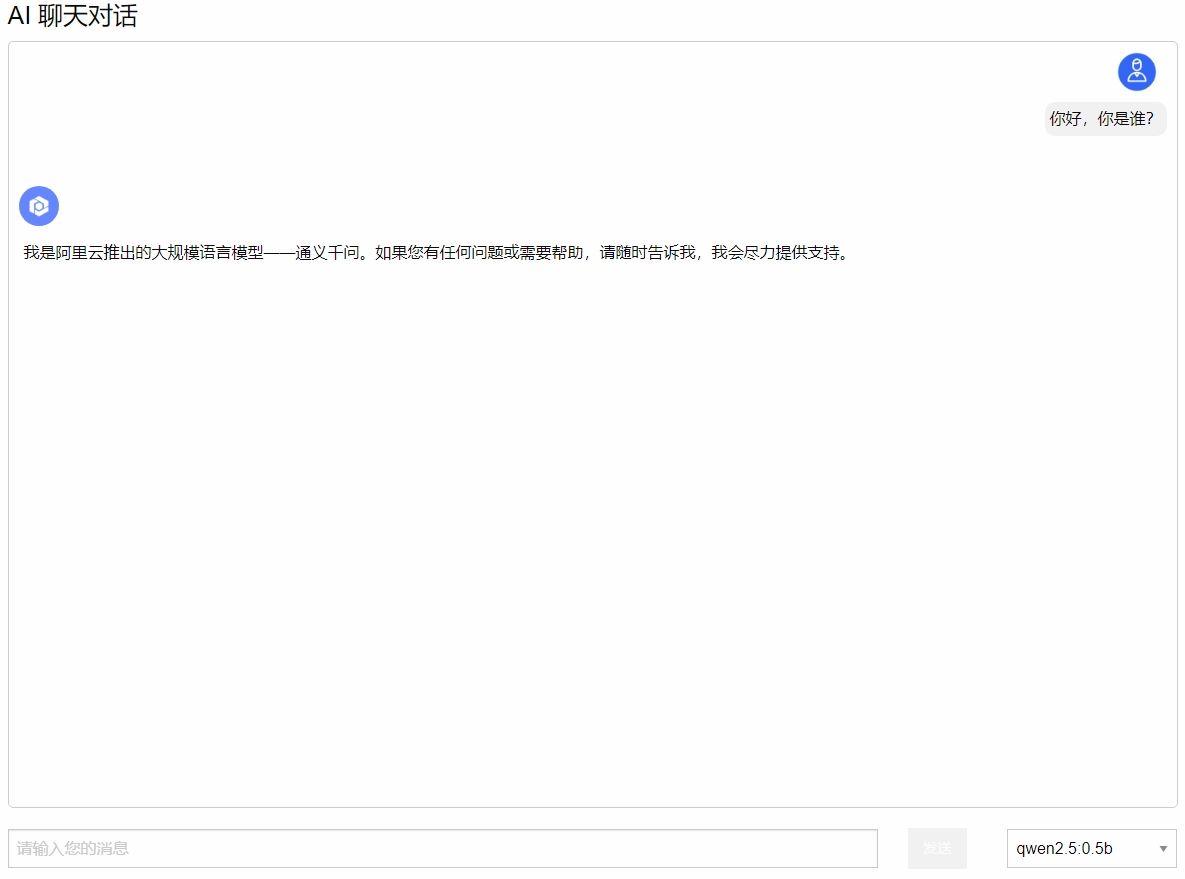 AI 聊天对话
你好，你是谁？
我是阿里云推出的大规模语言模型——通义千问。如果您有任何问题或需要帮助，请随时告诉我，我会尽力提供支持。
请输入您的消息
发送
qwen2.5:0.5b